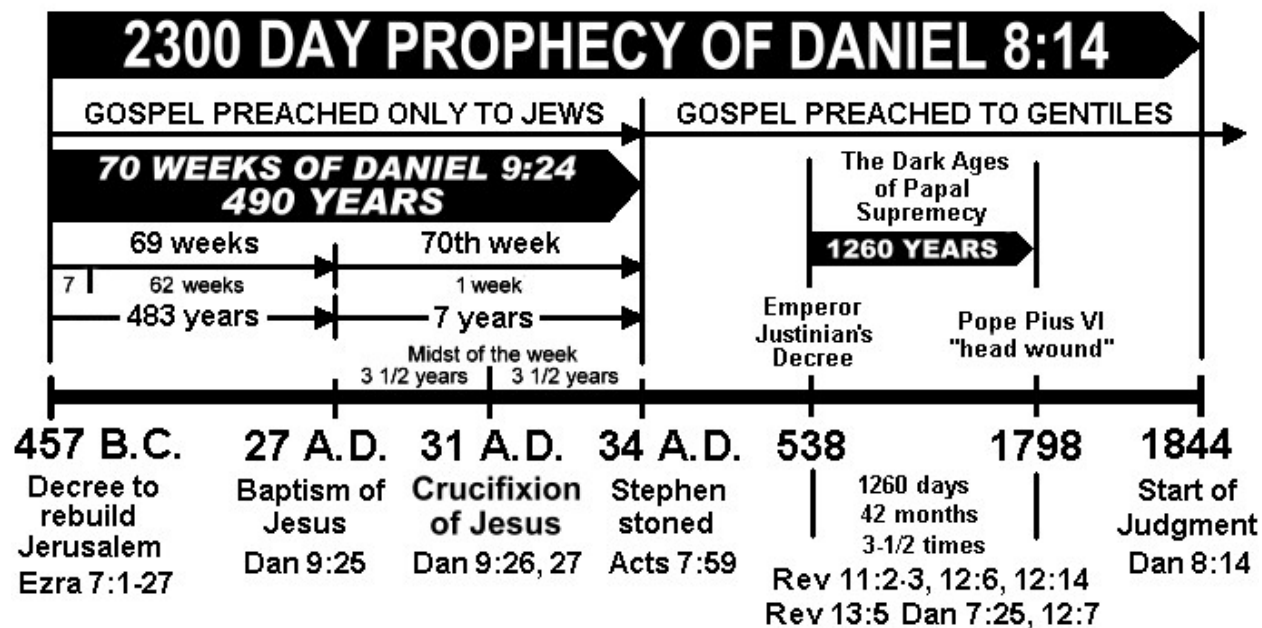 2300 DAY PROPHECY OF DANIEL 8:14
GOSPEL PREACHED ONLY TO JEWS
GOSPEL PREACHED TO GENTILES
70 WEEKS OF DANIEL 9:24
490 YEARS
69 weeks
70th week
7
62 weeks
1 week
483 years
7 years
Midst of the week
3 1/2 years
3 1/2 years
The Dark Ages
of Papal
Supremecy
1260 YEARS
Emperor
Justinian's
Decree
Pope Pius VI
"head wound"
457 B.C.
Decree to
rebuild
Jerusalem
Ezra 7:1-27
27 A.D.
Baptism of
Jesus
Dan 9:25
31 A.D.
Crucifixion
of Jesus
Dan 9:26, 27
34 A.D.
Stephen
stoned
Acts 7:59
538
1798
1260 days
42 months
3-1/2 times
Rev 11:2-3, 12:6, 12:14
Rev 13:5 Dan 7:25, 12:7
1844
Start of
Judgment
Dan 8:14